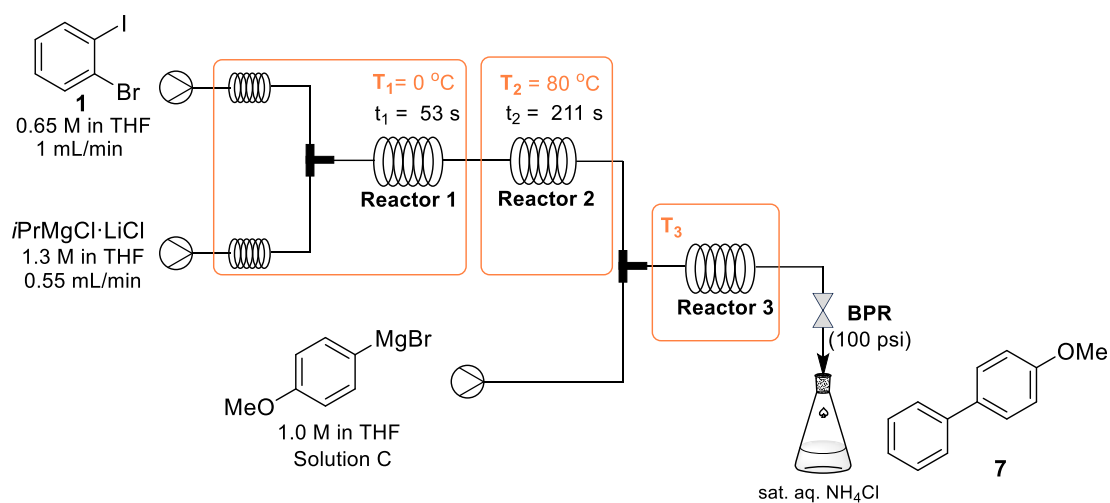 I
Br
1
0.65 M in THF
1 mL/min
T₁= 0 °C
t₁ = 53 s
Reactor 1
T₂ = 80 °C
t₂ = 211 s
Reactor 2
iPrMgCl·LiCl
1.3 M in THF
0.55 mL/min
T₃
Reactor 3
BPR
(100 psi)
MgBr
MeO
1.0 M in THF
Solution C
OMe
7
sat. aq. NH₄Cl